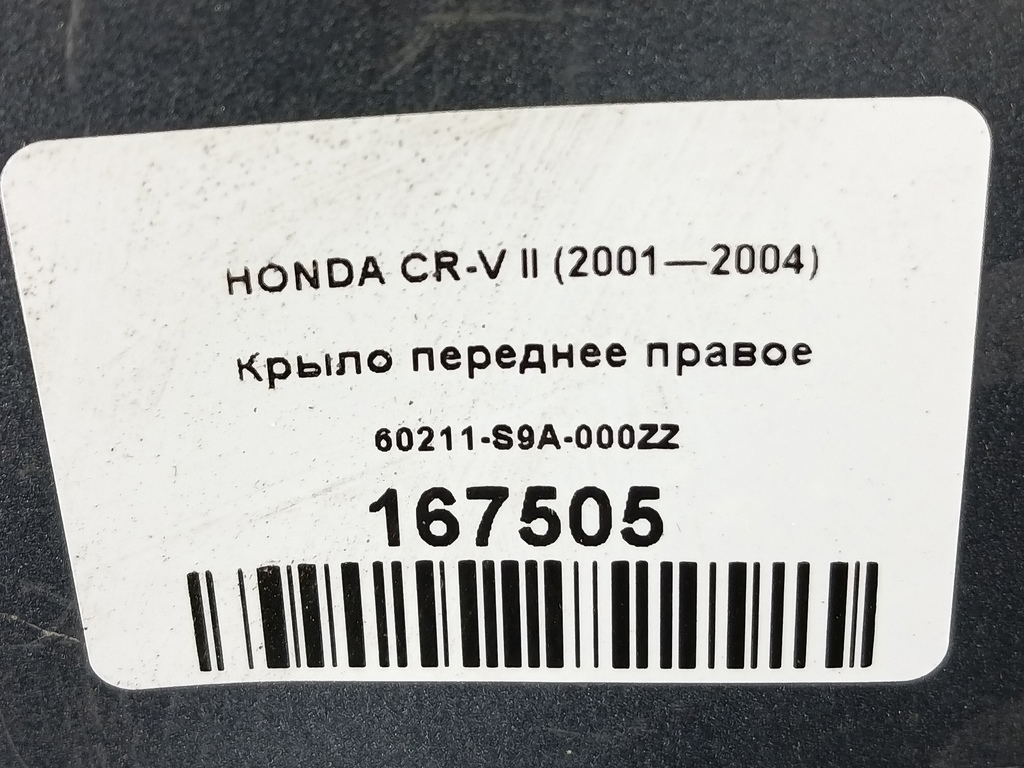 HONDA CR-V II (2001—2004)
Крыло переднее правое
60211-S9A-000ZZ
167505